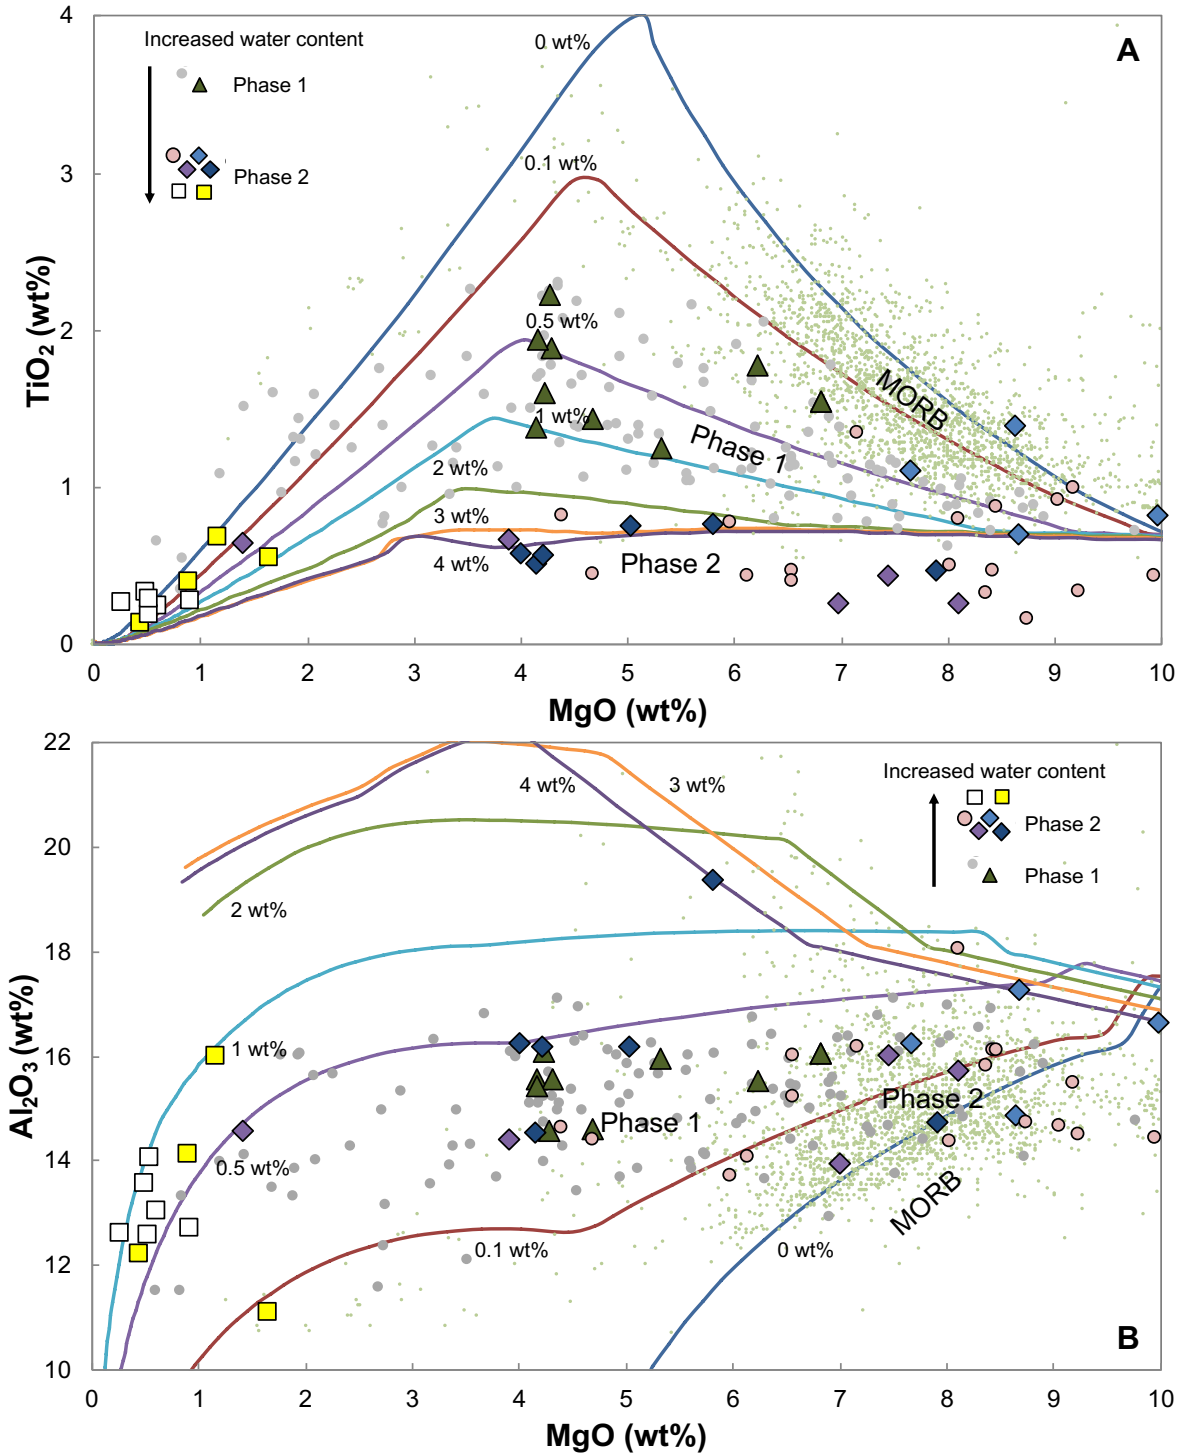 4
A
Increased water content
0 wt%
Phase 1
0.1 wt%
3
Phase 2
TiO2 (wt%)
2
0.5 wt%
MORB
1 wt%
Phase 1
2 wt%
1
3 wt%
4 wt%
Phase 2
0
0 1 2 3 4 5 6 7 8 9 10
MgO (wt%)
22
Increased water content
4 wt%
3 wt%
Phase 2
20
Phase 1
2 wt%
18
Al2O3 (wt%)
16
1 wt%
Phase 2
Phase 1
14
0.5 wt%
MORB
0.1 wt%
0 wt%
12
B
10
0 1 2 3 4 5 6 7 8 9 10
MgO (wt%)